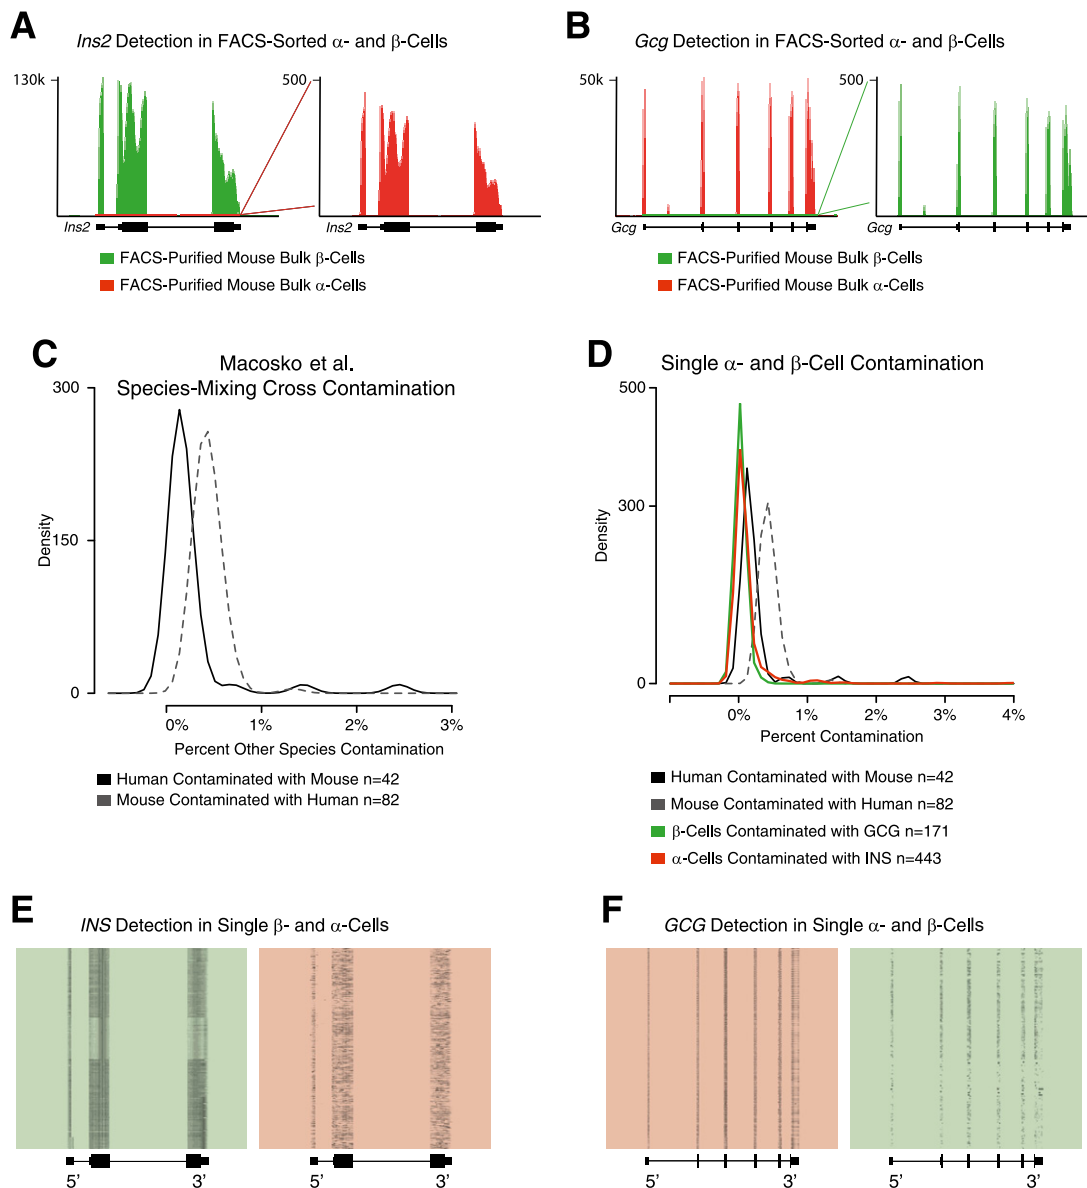 A
Ins2 Detection in FACS-Sorted α- and β-Cells
130k
500
Ins2
Ins2
FACS-Purified Mouse Bulk β-Cells
FACS-Purified Mouse Bulk α-Cells
B
Gcg Detection in FACS-Sorted α- and β-Cells
50k
500
Gcg
Gcg
FACS-Purified Mouse Bulk β-Cells
FACS-Purified Mouse Bulk α-Cells
C
Macosko et al.
Species-Mixing Cross Contamination
300
150
0
Density
0% 1% 2% 3%
Percent Other Species Contamination
Human Contaminated with Mouse n=42
Mouse Contaminated with Human n=82
D
Single α- and β-Cell Contamination
500
300
0
Density
0% 1% 2% 3% 4%
Percent Contamination
Human Contaminated with Mouse n=42
Mouse Contaminated with Human n=82
β-Cells Contaminated with GCG n=171
α-Cells Contaminated with INS n=443
E
INS Detection in Single β- and α-Cells
5’ 3’ 5’ 3’
F
GCG Detection in Single α- and β-Cells
5’ 3’ 5’ 3’